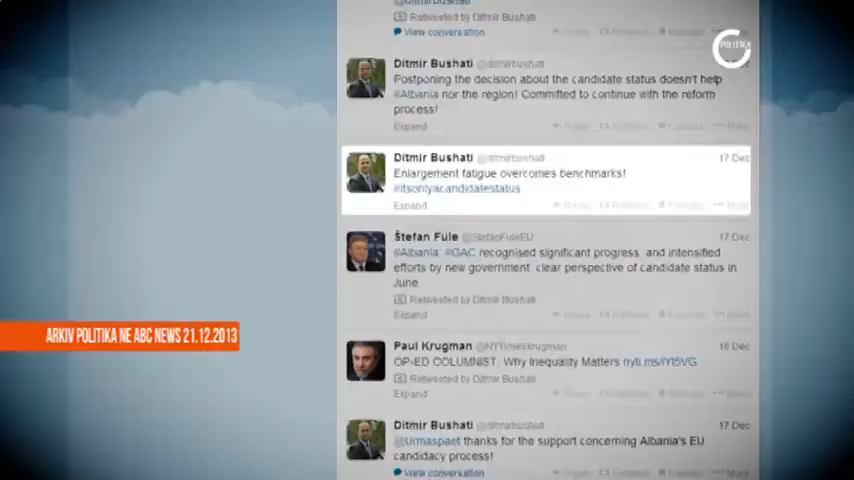 @ditmirbushati
Retweeted by Ditmir Bushati
View conversation
POLITIKA
Ditmir Bushati @ditmirbushati
Postponing the decision about the candidate status doesn't help
#Albania nor the region! Committed to continue with the reform
process!
Expand
Ditmir Bushati @ditmirbushati 17 Dec
Enlargement fatigue overcomes benchmarks!
#itsonlyacandidatestatus
Expand
Štefan Füle @StefanFuleEU 17 Dec
#Albania: #GAC recognised significant progress and intensified
efforts by new government, clear perspective of candidate status in
June
Retweeted by Ditmir Bushati
Expand
Paul Krugman @NYTimeskrugman 16 Dec
OP-ED COLUMNIST: Why Inequality Matters
Retweeted by Ditmir Bushati
Expand
Ditmir Bushati @ditmirbushati 17 Dec
@Urmaspaet thanks for the support concerning Albania's EU
candidacy process!
View conversation
ARKIV POLITIKA NE ABC NEWS 21.12.2013